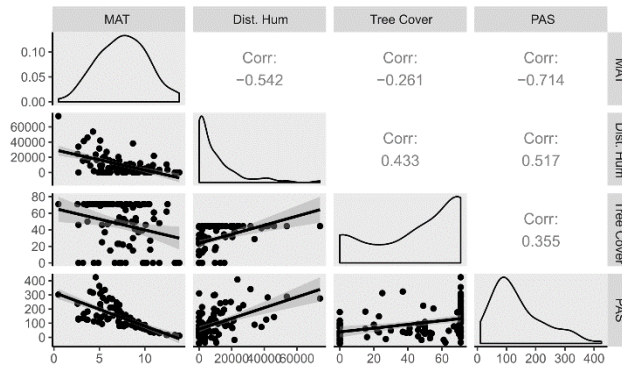 MAT Dist. Hum Tree Cover PAS
0.10
0.05
0.00
Corr:
−0.542
Corr:
−0.261
Corr:
−0.714
MAT
60000
40000
20000
0
Corr:
0.433
Corr:
0.517
Dist. Hum
80
60
40
20
0
Corr:
0.355
Tree Cover
400
300
200
100
0
PAS
0 5 10
0 20000 40000 60000
0 20 40 60
0 100 200 300 400